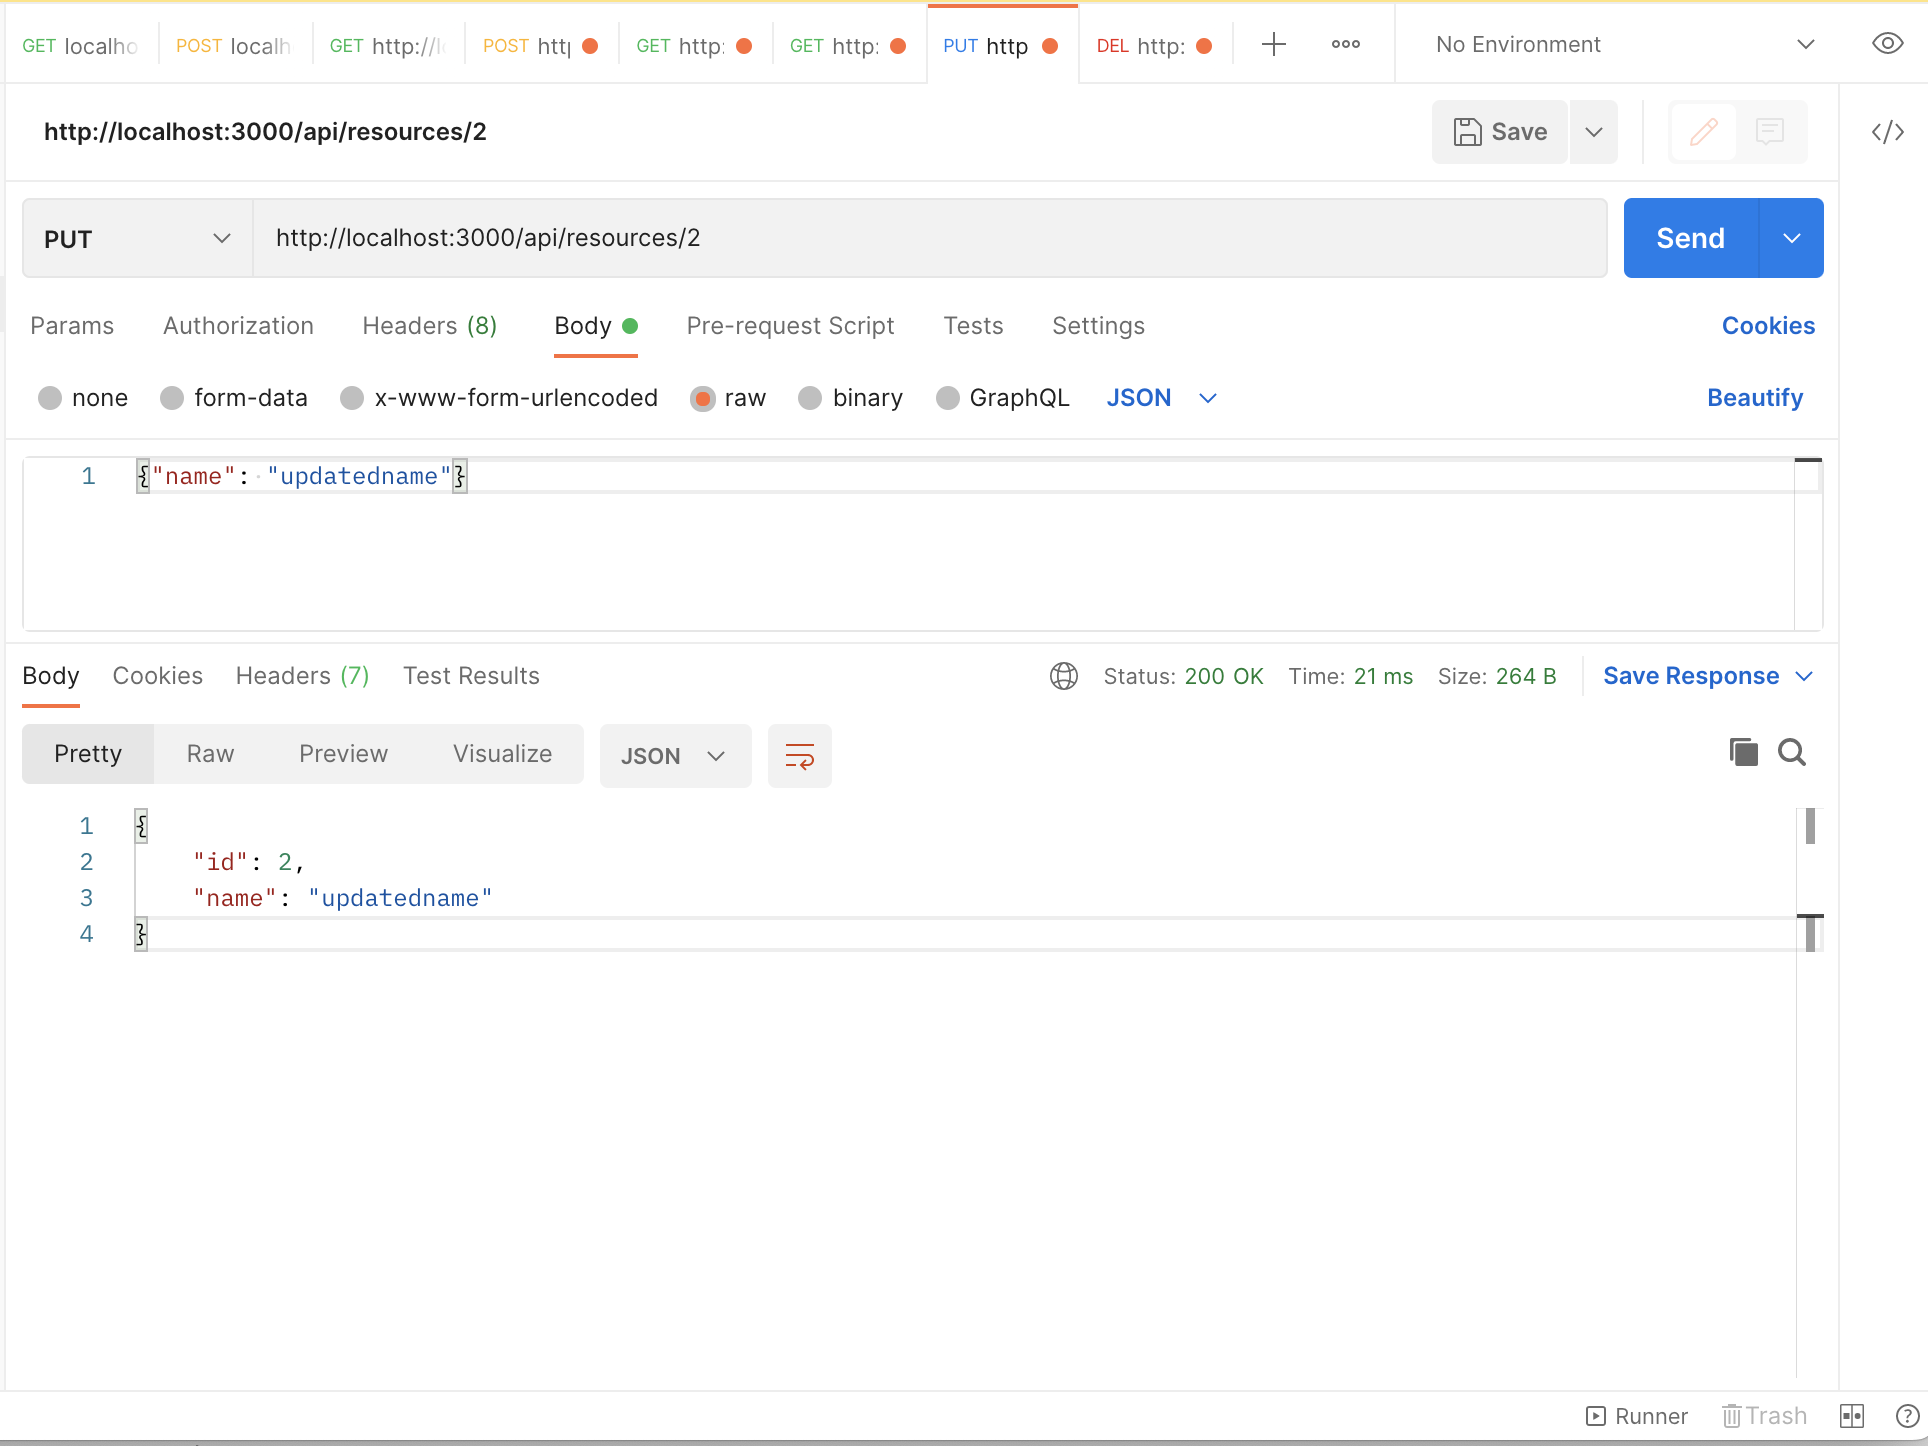 GET localho POST localh GET http://l POST htt GET http: GET http: PUT http DEL http: No Environment
http://localhost:3000/api/resources/2 Save
PUT http://localhost:3000/api/resources/2 Send
Params Authorization Headers (8) Body Pre-request Script Tests Settings Cookies
none form-data x-www-form-urlencoded raw binary GraphQL JSON Beautify
1 {"name": "updatedname"}
Body Cookies Headers (7) Test Results Status: 200 OK Time: 21 ms Size: 264 B Save Response
Pretty Raw Preview Visualize JSON
1 {
2 "id": 2,
3 "name": "updatedname"
4 }
Runner Trash